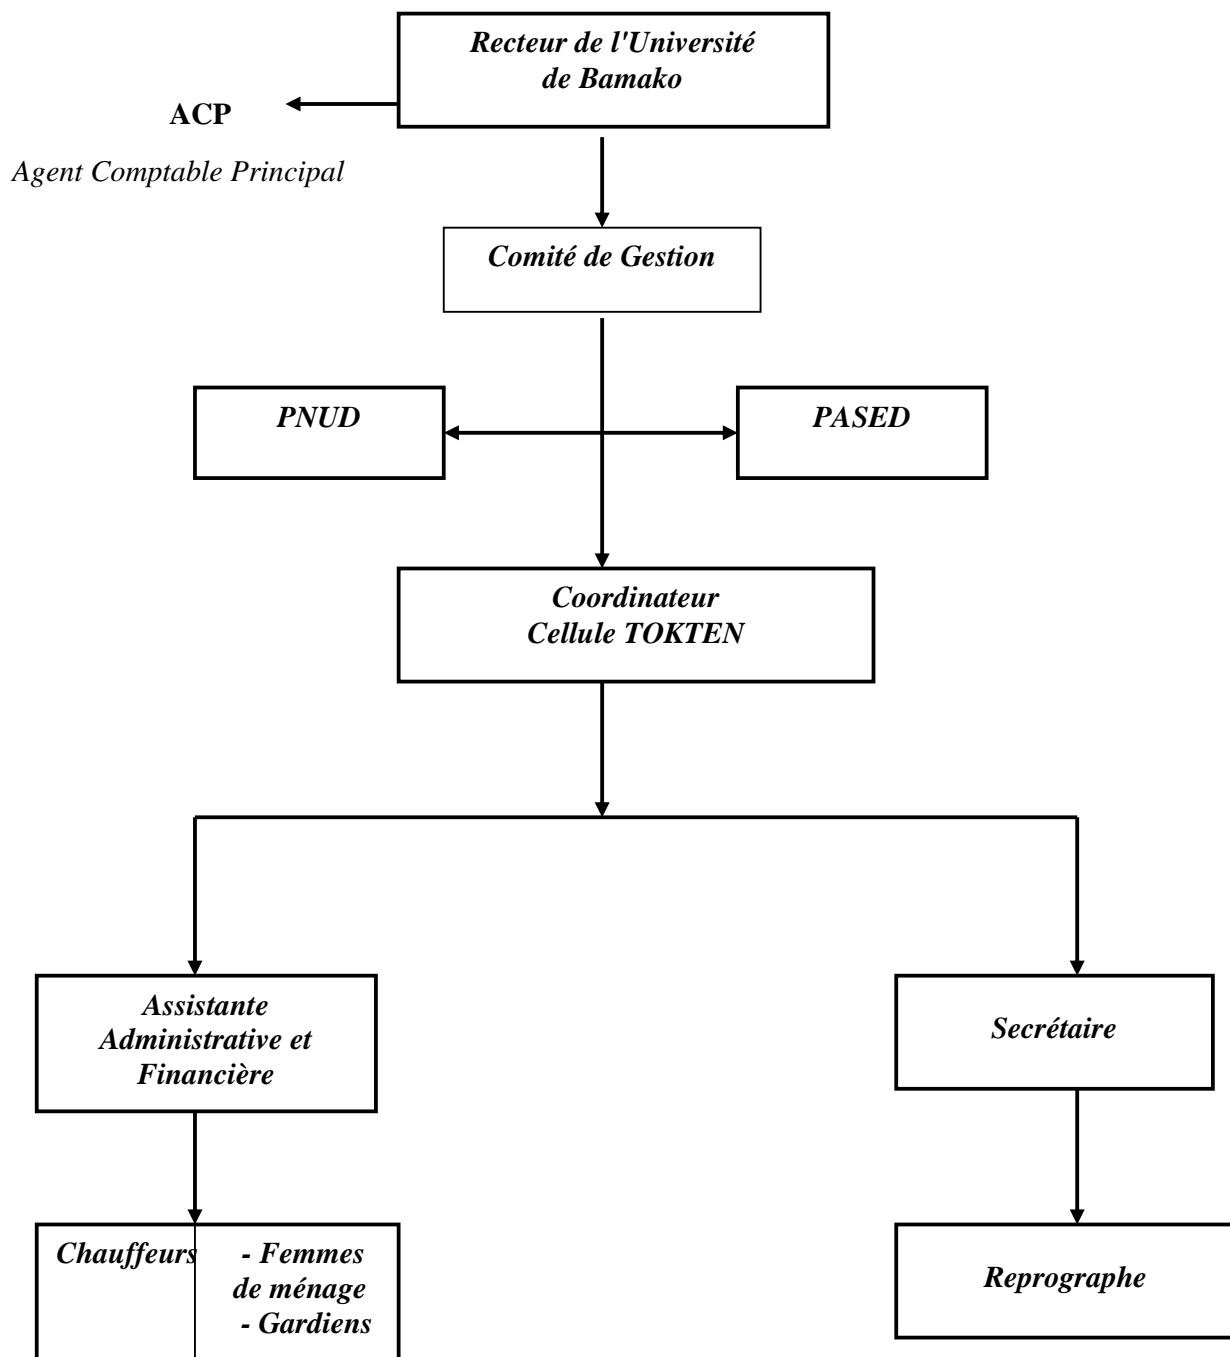 Recteur de l'Université
de Bamako
ACP
Agent Comptable Principal
Comité de Gestion
PNUD
PASED
Coordinateur
Cellule TOKTEN
Assistante
Administrative et
Financière
Secrétaire
Chauffeurs
- Femmes
de ménage
- Gardiens
Reprographe